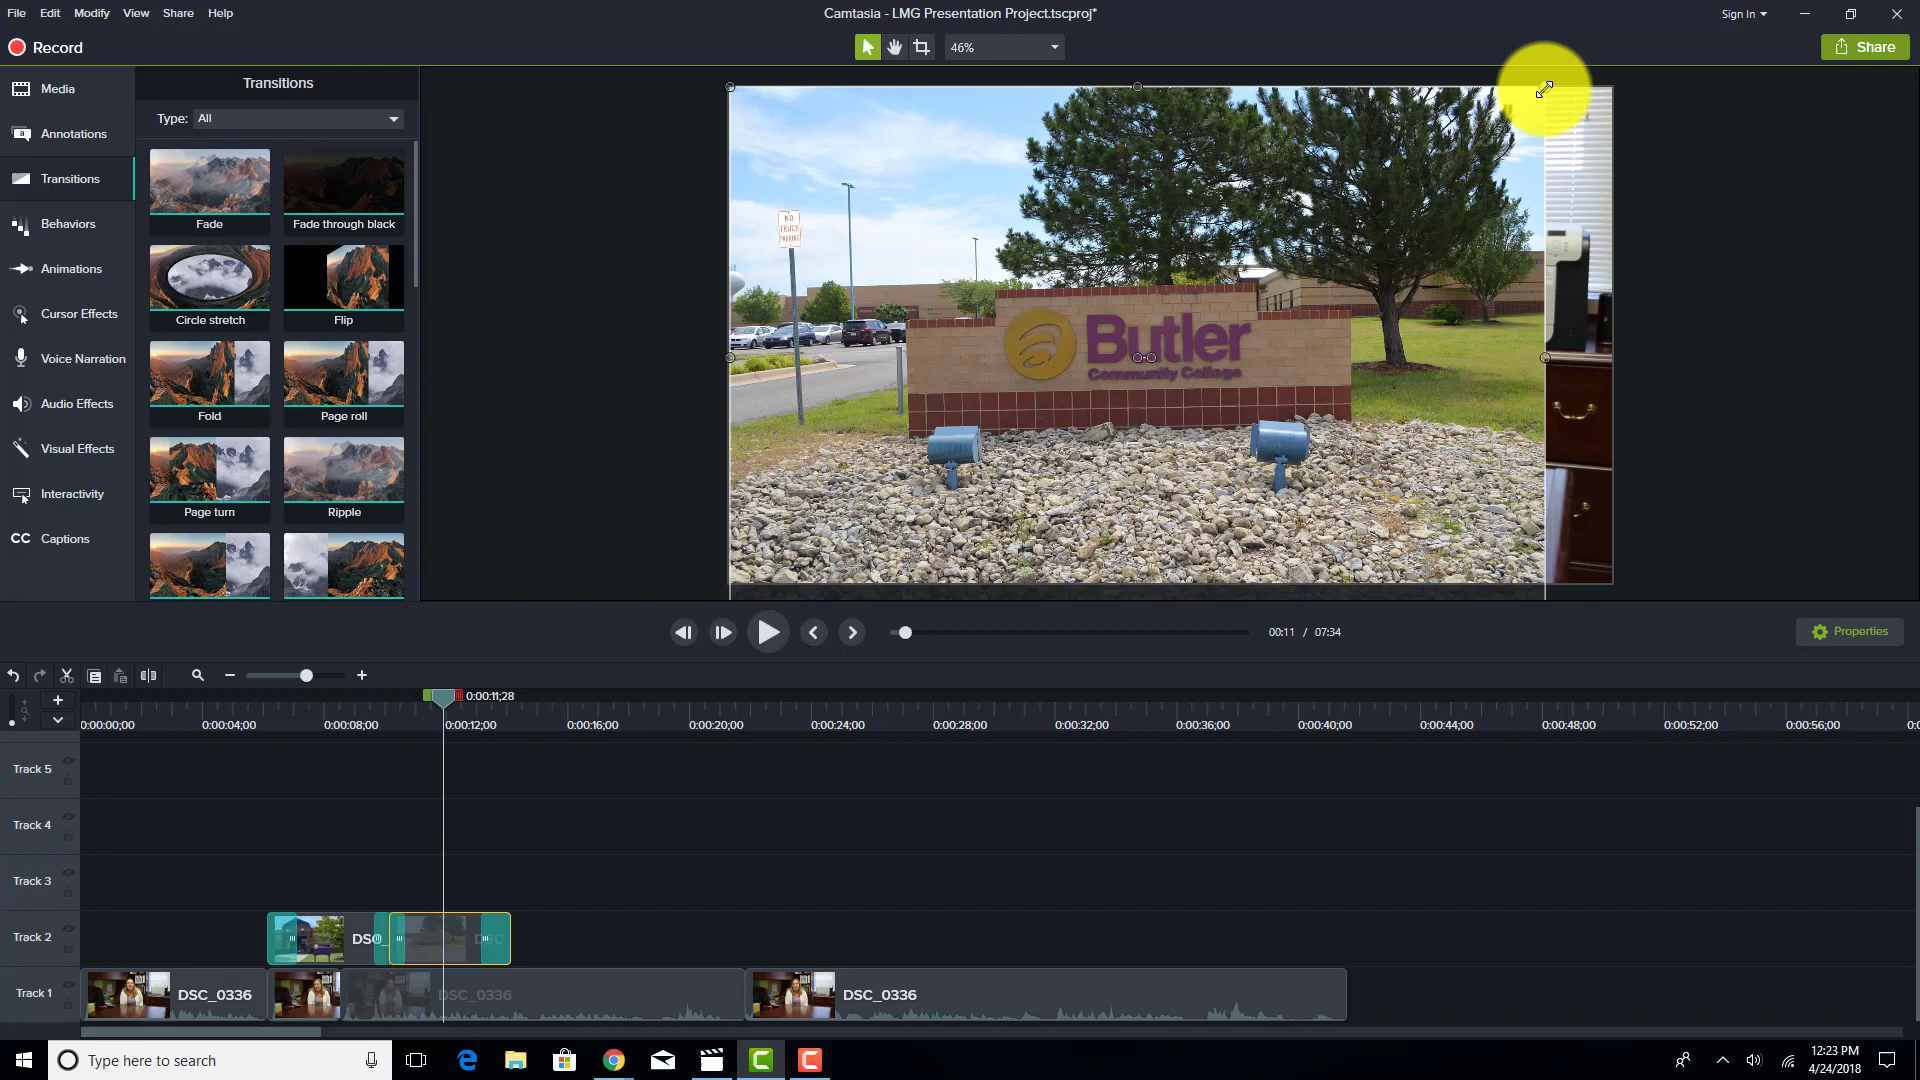 File Edit Modify View Share Help
Camtasia - LMG Presentation Project.tscproj*
Sign In
Record
46%
Share
Media
Annotations
Transitions
Behaviors
Animations
Cursor Effects
Voice Narration
Audio Effects
Visual Effects
Interactivity
CC Captions
Transitions
Type: All
Fade
Fade through black
Circle stretch
Flip
Fold
Page roll
Page turn
Ripple
NO
TRUCK
PARKING
Butler
Community College
00:11 / 07:34
Properties
0:00:11;28
0:00:00;00 0:00:04;00 0:00:08;00 0:00:12;00 0:00:16;00 0:00:20;00 0:00:24;00 0:00:28;00 0:00:32;00 0:00:36;00 0:00:40;00 0:00:44;00 0:00:48;00 0:00:52;00 0:00:56;00
Track 5
Track 4
Track 3
Track 2
DSC_
DSC
Track 1
DSC_0336
DSC_0336
DSC_0336
Type here to search
12:23 PM
4/24/2018